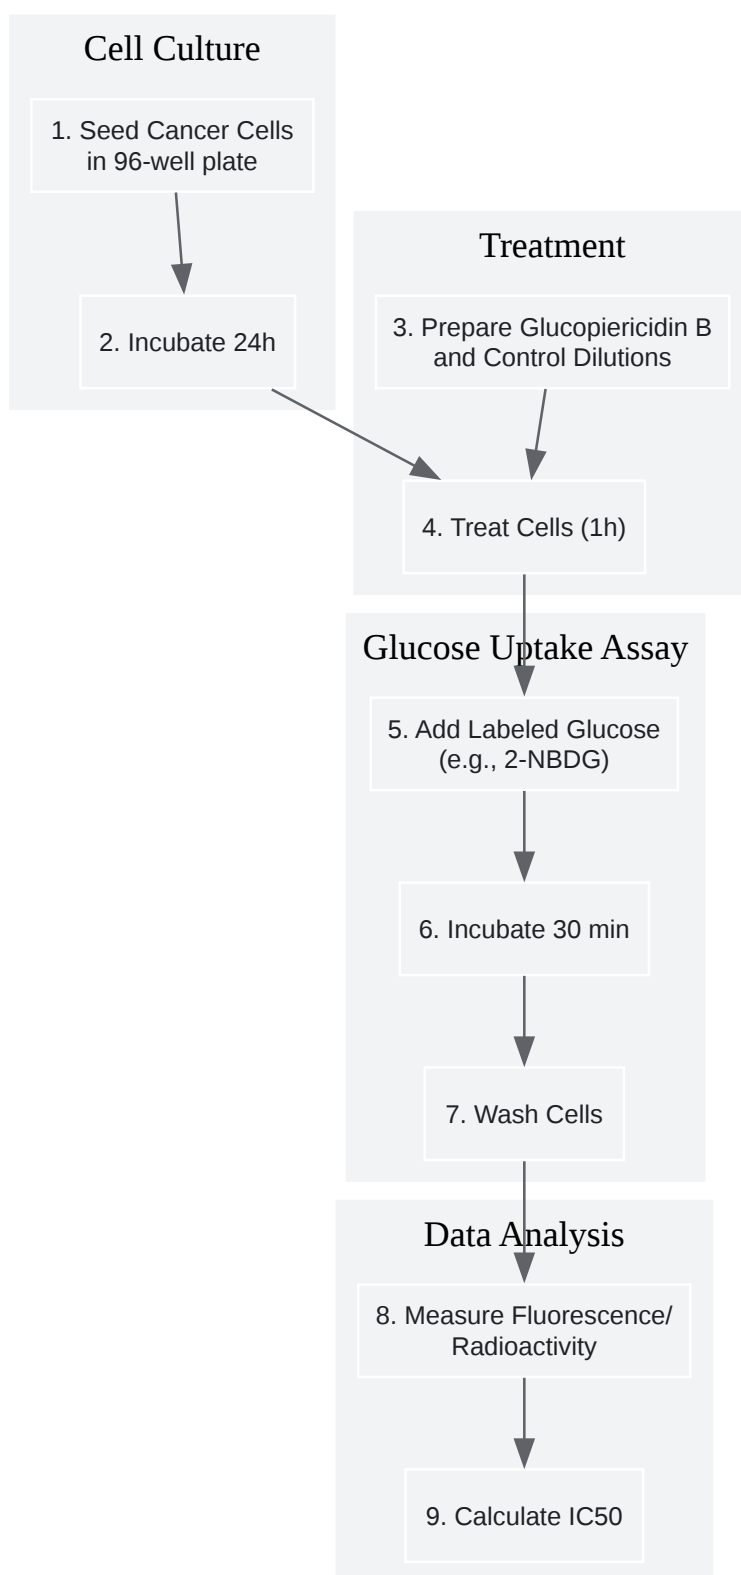 Cell Culture
1. Seed Cancer Cells
in 96-well plate
2. Incubate 24h
Treatment
3. Prepare Glucopiericidin B
and Control Dilutions
4. Treat Cells (1h)
Glucose Uptake Assay
5. Add Labeled Glucose
(e.g., 2-NBDG)
6. Incubate 30 min
7. Wash Cells
Data Analysis
8. Measure Fluorescence/
Radioactivity
9. Calculate IC50